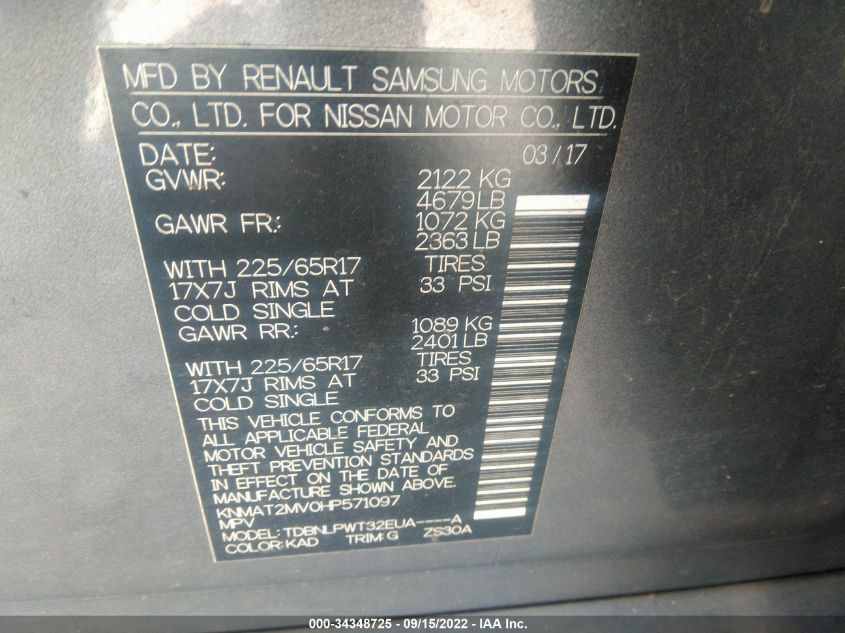 MFD BY RENAULT SAMSUNG MOTORS
CO., LTD. FOR NISSAN MOTOR CO., LTD.
DATE: 03/17
GVWR: 2122 KG
4679 LB
GAWR FR.: 1072 KG
2363 LB
WITH 225/65R17 TIRES
17X7J RIMS AT 33 PSI
COLD SINGLE
GAWR RR.: 1089 KG
2401 LB
WITH 225/65R17 TIRES
17X7J RIMS AT 33 PSI
COLD SINGLE
THIS VEHICLE CONFORMS TO
ALL APPLICABLE FEDERAL
MOTOR VEHICLE SAFETY AND
THEFT PREVENTION STANDARDS
IN EFFECT ON THE DATE OF
MANUFACTURE SHOWN ABOVE.
KNMAT2MV0HP571097
MPV
MODEL: TDBNLPWT32EUA----A
COLOR: KAD TRIM: G ZS30A
000-34348725 - 09/15/2022 - IAA Inc.